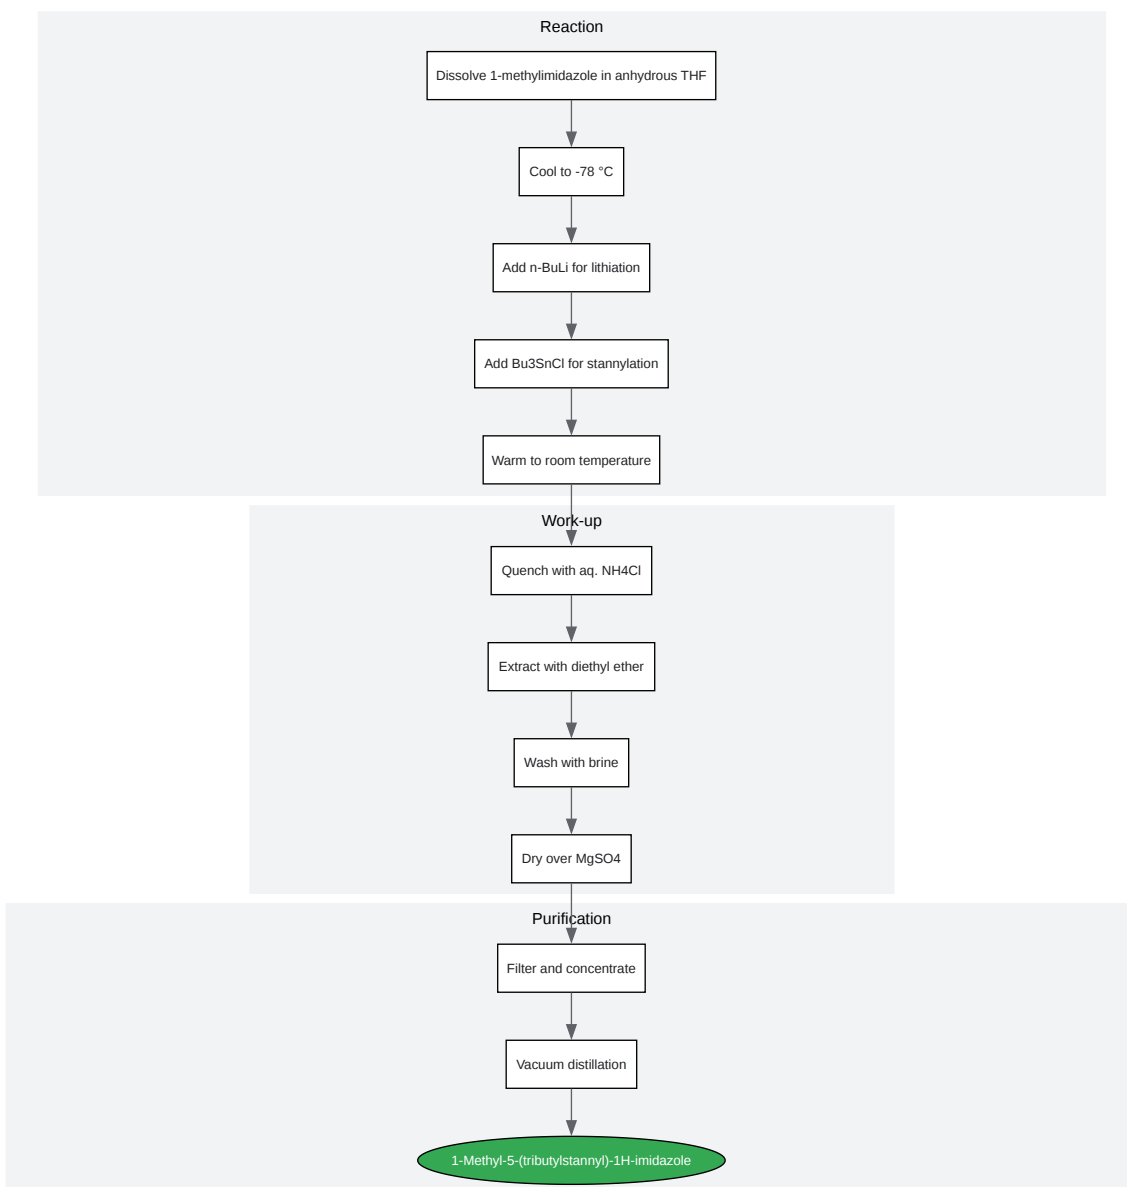 Reaction
Dissolve 1-methylimidazole in anhydrous THF
Cool to -78 °C
Add n-BuLi for lithiation
Add Bu3SnCl for stannylation
Warm to room temperature
Work-up
Quench with aq. NH4Cl
Extract with diethyl ether
Wash with brine
Dry over MgSO4
Purification
Filter and concentrate
Vacuum distillation
1-Methyl-5-(tributylstannyl)-1H-imidazole